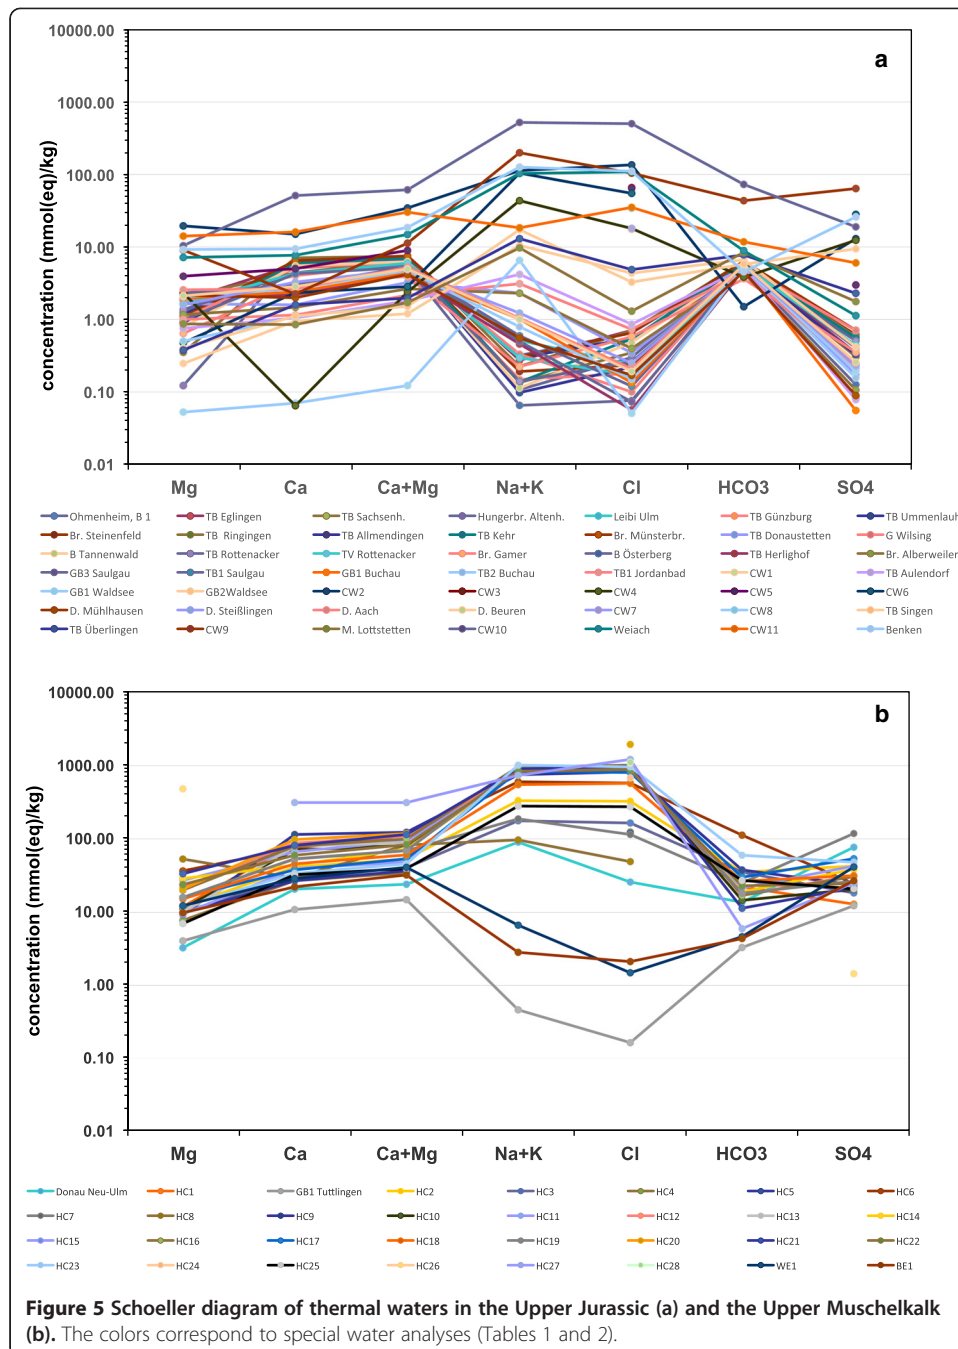 a
concentration (mmol(eq)/kg)
10000.00
1000.00
100.00
10.00
1.00
0.10
0.01
Mg Ca Ca+Mg Na+K Cl HCO3 SO4
Ohmenheim, B 1 TB Eglingen TB Sachsenh. Hungerbr. Altenh. Leibi Ulm TB Günzburg TB Ummenlauh
Br. Steinenfeld TB Ringingen TB Allmendingen TB Kehr Br. Münsterbr. TB Donaustetten G Wilsing
B Tannenwald TB Rottenacker TV Rottenacker Br. Gamer B Österberg TB Herlighof Br. Alberweiler
GB3 Saulgau TB1 Saulgau GB1 Buchau TB2 Buchau TB1 Jordanbad CW1 TB Aulendorf
GB1 Waldsee GB2Waldsee CW2 CW3 CW4 CW5 CW6
D. Mühlhausen D. Steißlingen D. Aach D. Beuren CW7 CW8 TB Singen
TB Überlingen CW9 M. Lottstetten CW10 Weiach CW11 Benken
b
concentration (mmol(eq)/kg)
10000.00
1000.00
100.00
10.00
1.00
0.10
0.01
Mg Ca Ca+Mg Na+K Cl HCO3 SO4
Donau Neu-Ulm HC1 GB1 Tuttlingen HC2 HC3 HC4 HC5 HC6
HC7 HC8 HC9 HC10 HC11 HC12 HC13 HC14
HC15 HC16 HC17 HC18 HC19 HC20 HC21 HC22
HC23 HC24 HC25 HC26 HC27 HC28 WE1 BE1
Figure 5 Schoeller diagram of thermal waters in the Upper Jurassic (a) and the Upper Muschelkalk
(b). The colors correspond to special water analyses (Tables 1 and 2).